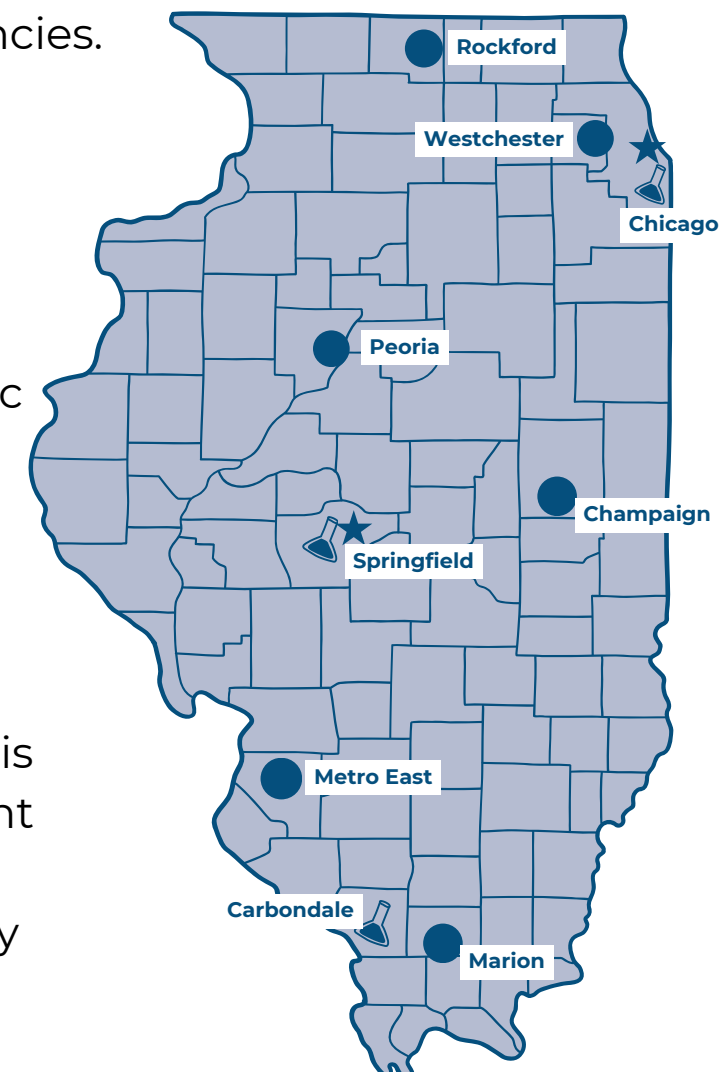 ncies.
Rockford
Westchester
Chicago
Peoria
c
Champaign
Springfield
is
Metro East
nt
Carbondale
y
Marion